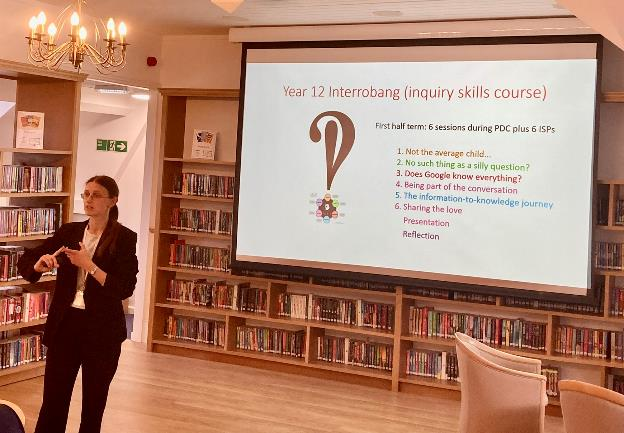 Year 12 Interrobang (inquiry skills course)
First half term: 6 sessions during PDC plus 6 ISPs
1. Not the average child...
2. No such thing as a silly question?
3. Does Google know everything?
4. Being part of the conversation
5. The information-to-knowledge journey
6. Sharing the love
Presentation
Reflection